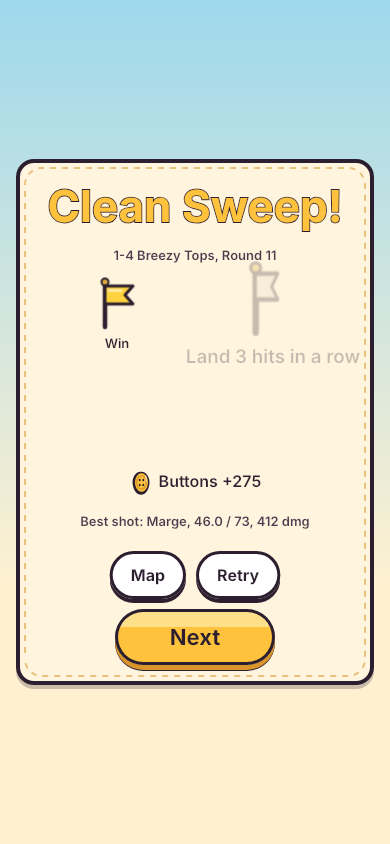 Clean Sweep!
1-4 Breezy Tops, Round 11
Win
Land 3 hits in a row
Buttons +275
Best shot: Marge, 46.0 / 73, 412 dmg
Map Retry
Next